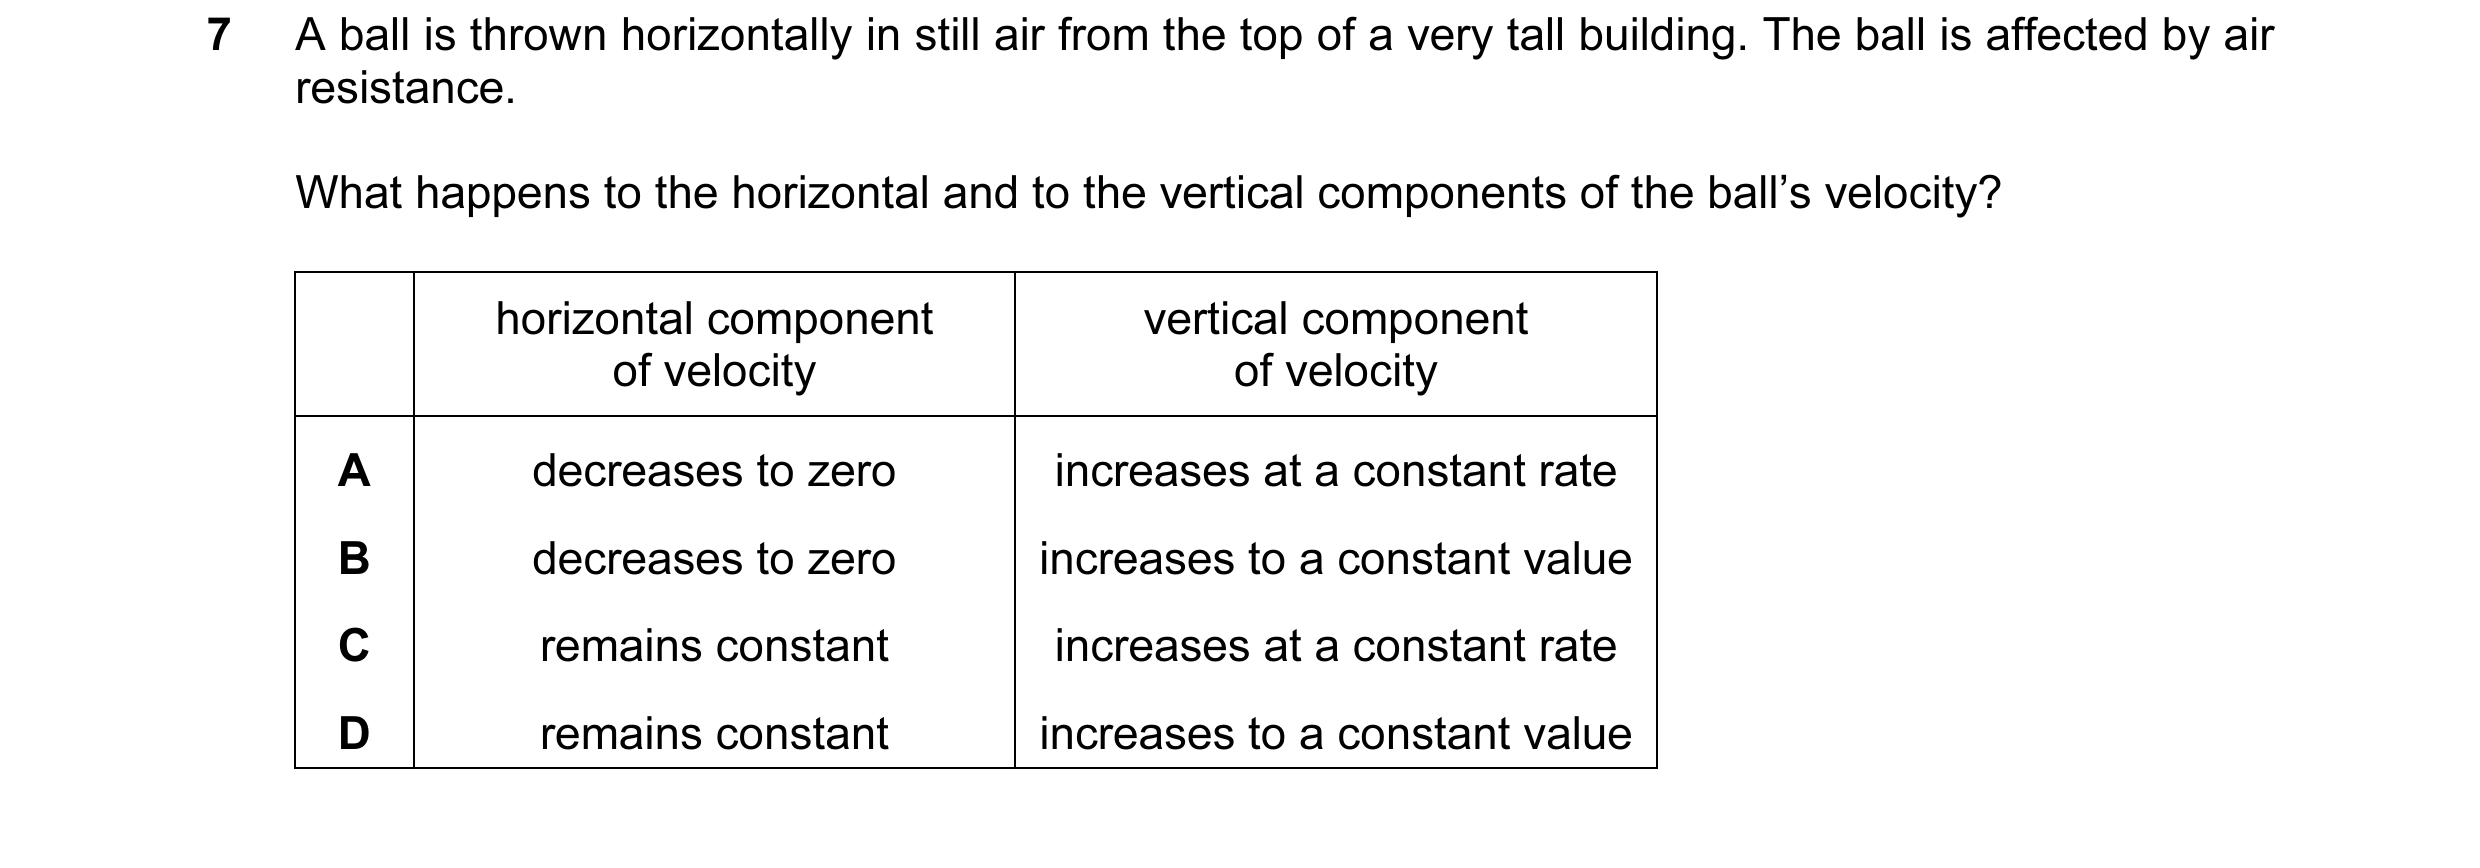 7 A ball is thrown horizontally in still air from the top of a very tall building. The ball is affected by air
resistance.
What happens to the horizontal and to the vertical components of the ball’s velocity?
horizontal component vertical component
of velocity of velocity
A decreases to zero increases at a constant rate
B decreases to zero increases to a constant value
C remains constant increases at a constant rate
D remains constant increases to a constant value